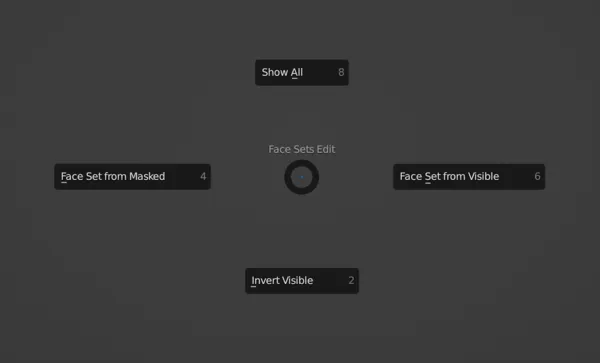 Show All 8
Face Sets Edit
Face Set from Masked 4
Face Set from Visible 6
Invert Visible 2